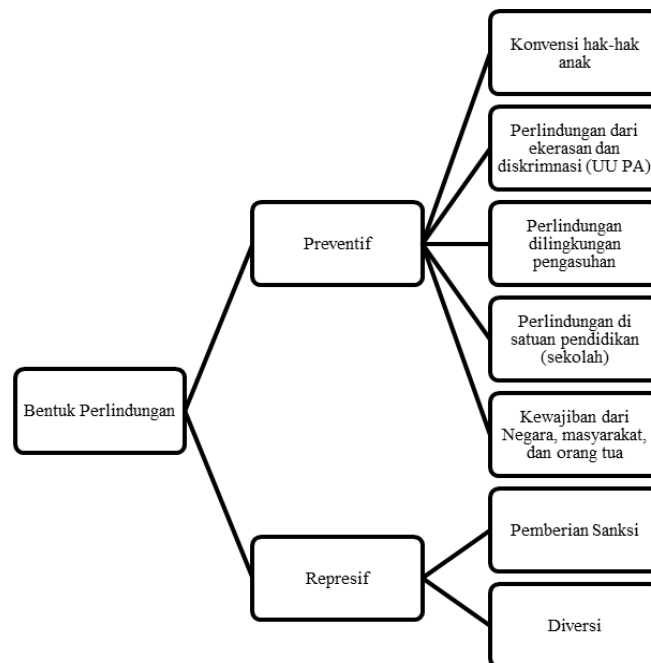 Konvensi hak-hak
anak
Perlindungan dari
ekerasan dan
diskrimnasi (UU PA)
Preventif
Perlindungan
dilingkungan
pengasuhan
Perlindungan di
satuan pendidikan
(sekolah)
Bentuk Perlindungan
Kewajiban dari
Negara, masyarakat,
dan orang tua
Pemberian Sanksi
Represif
Diversi